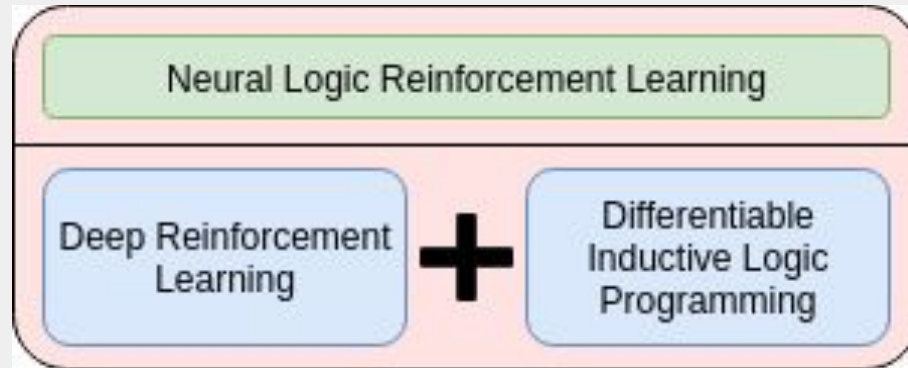 Neural Logic Reinforcement Learning
Deep Reinforcement
Learning
+
Differentiable
Inductive Logic
Programming